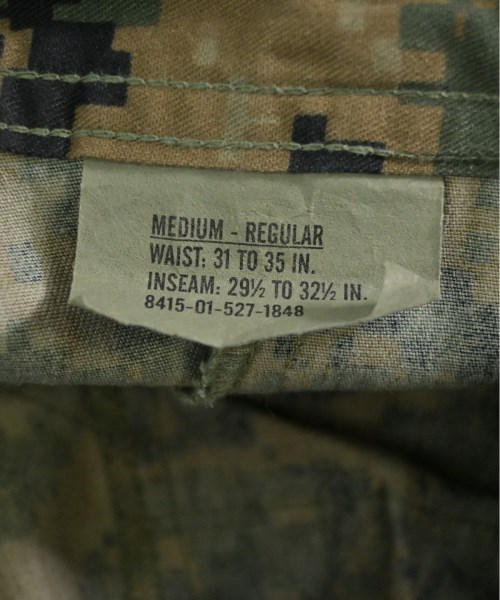 MEDIUM - REGULAR
WAIST: 31 TO 35 IN.
INSEAM: 29½ TO 32½ IN.
8415-01-527-1848